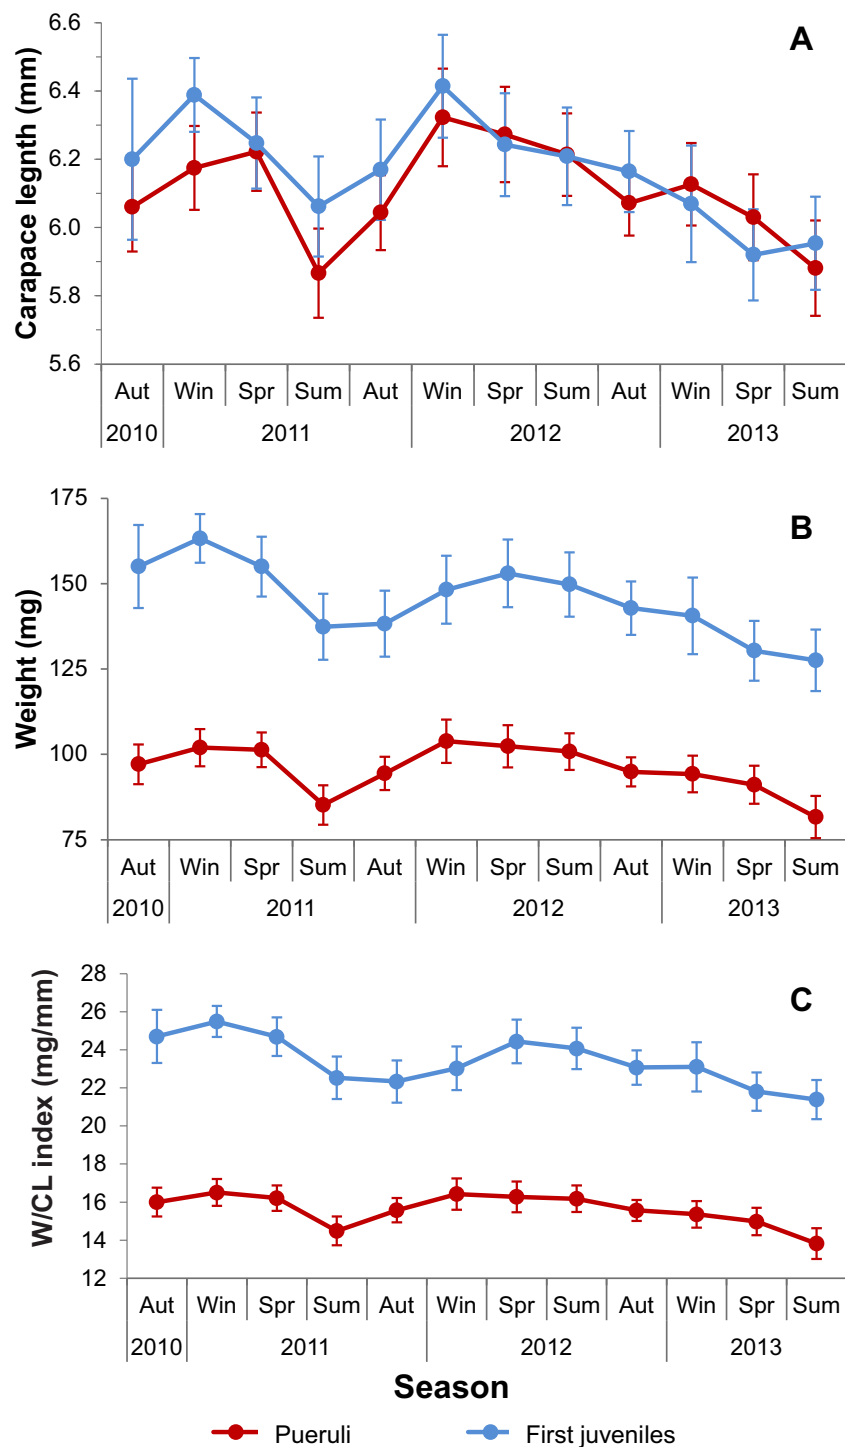 A
Carapace legnth (mm)
6.6
6.4
6.2
6.0
5.8
5.6
Aut Win Spr Sum Aut Win Spr Sum Aut Win Spr Sum
2010 2011 2012 2013
B
Weight (mg)
175
150
125
100
75
Aut Win Spr Sum Aut Win Spr Sum Aut Win Spr Sum
2010 2011 2012 2013
C
W/CL index (mg/mm)
28
26
24
22
20
18
16
14
12
Aut Win Spr Sum Aut Win Spr Sum Aut Win Spr Sum
2010 2011 2012 2013
Season
Pueruli First juveniles